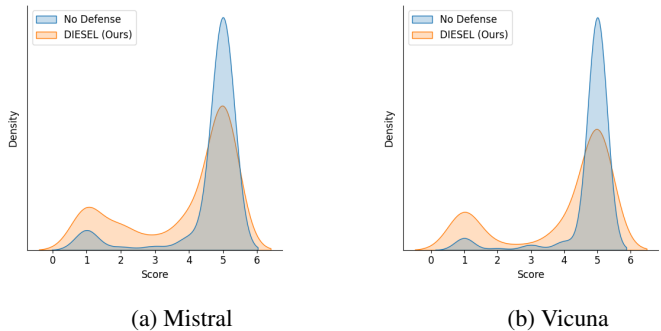 No Defense
DIESEL (Ours)
Density
0 1 2 3 4 5 6
Score
(a) Mistral
No Defense
DIESEL (Ours)
Density
0 1 2 3 4 5 6
Score
(b) Vicuna